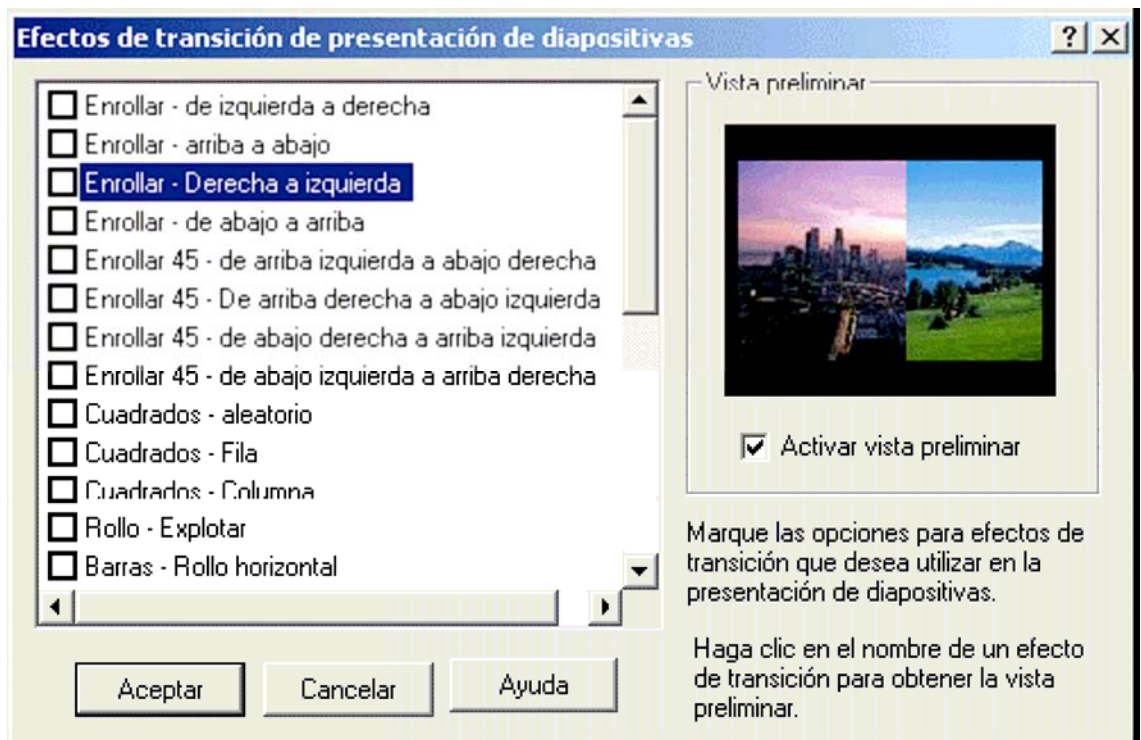 Efectos de transición de presentación de diapositivas
Enrollar - de izquierda a derecha
Enrollar - arriba a abajo
Enrollar - Derecha a izquierda
Enrollar - de abajo a arriba
Enrollar 45 - de arriba izquierda a abajo derecha
Enrollar 45 - De arriba derecha a abajo izquierda
Enrollar 45 - de abajo derecha a arriba izquierda
Enrollar 45 - de abajo izquierda a arriba derecha
Cuadrados - aleatorio
Cuadrados - Fila
Cuadrados - Columna
Rollo - Explotar
Barras - Rollo horizontal
Aceptar
Cancelar
Ayuda
Vista preliminar
Activar vista preliminar
Marque las opciones para efectos de
transición que desea utilizar en la
presentación de diapositivas.
Haga clic en el nombre de un efecto
de transición para obtener la vista
preliminar.